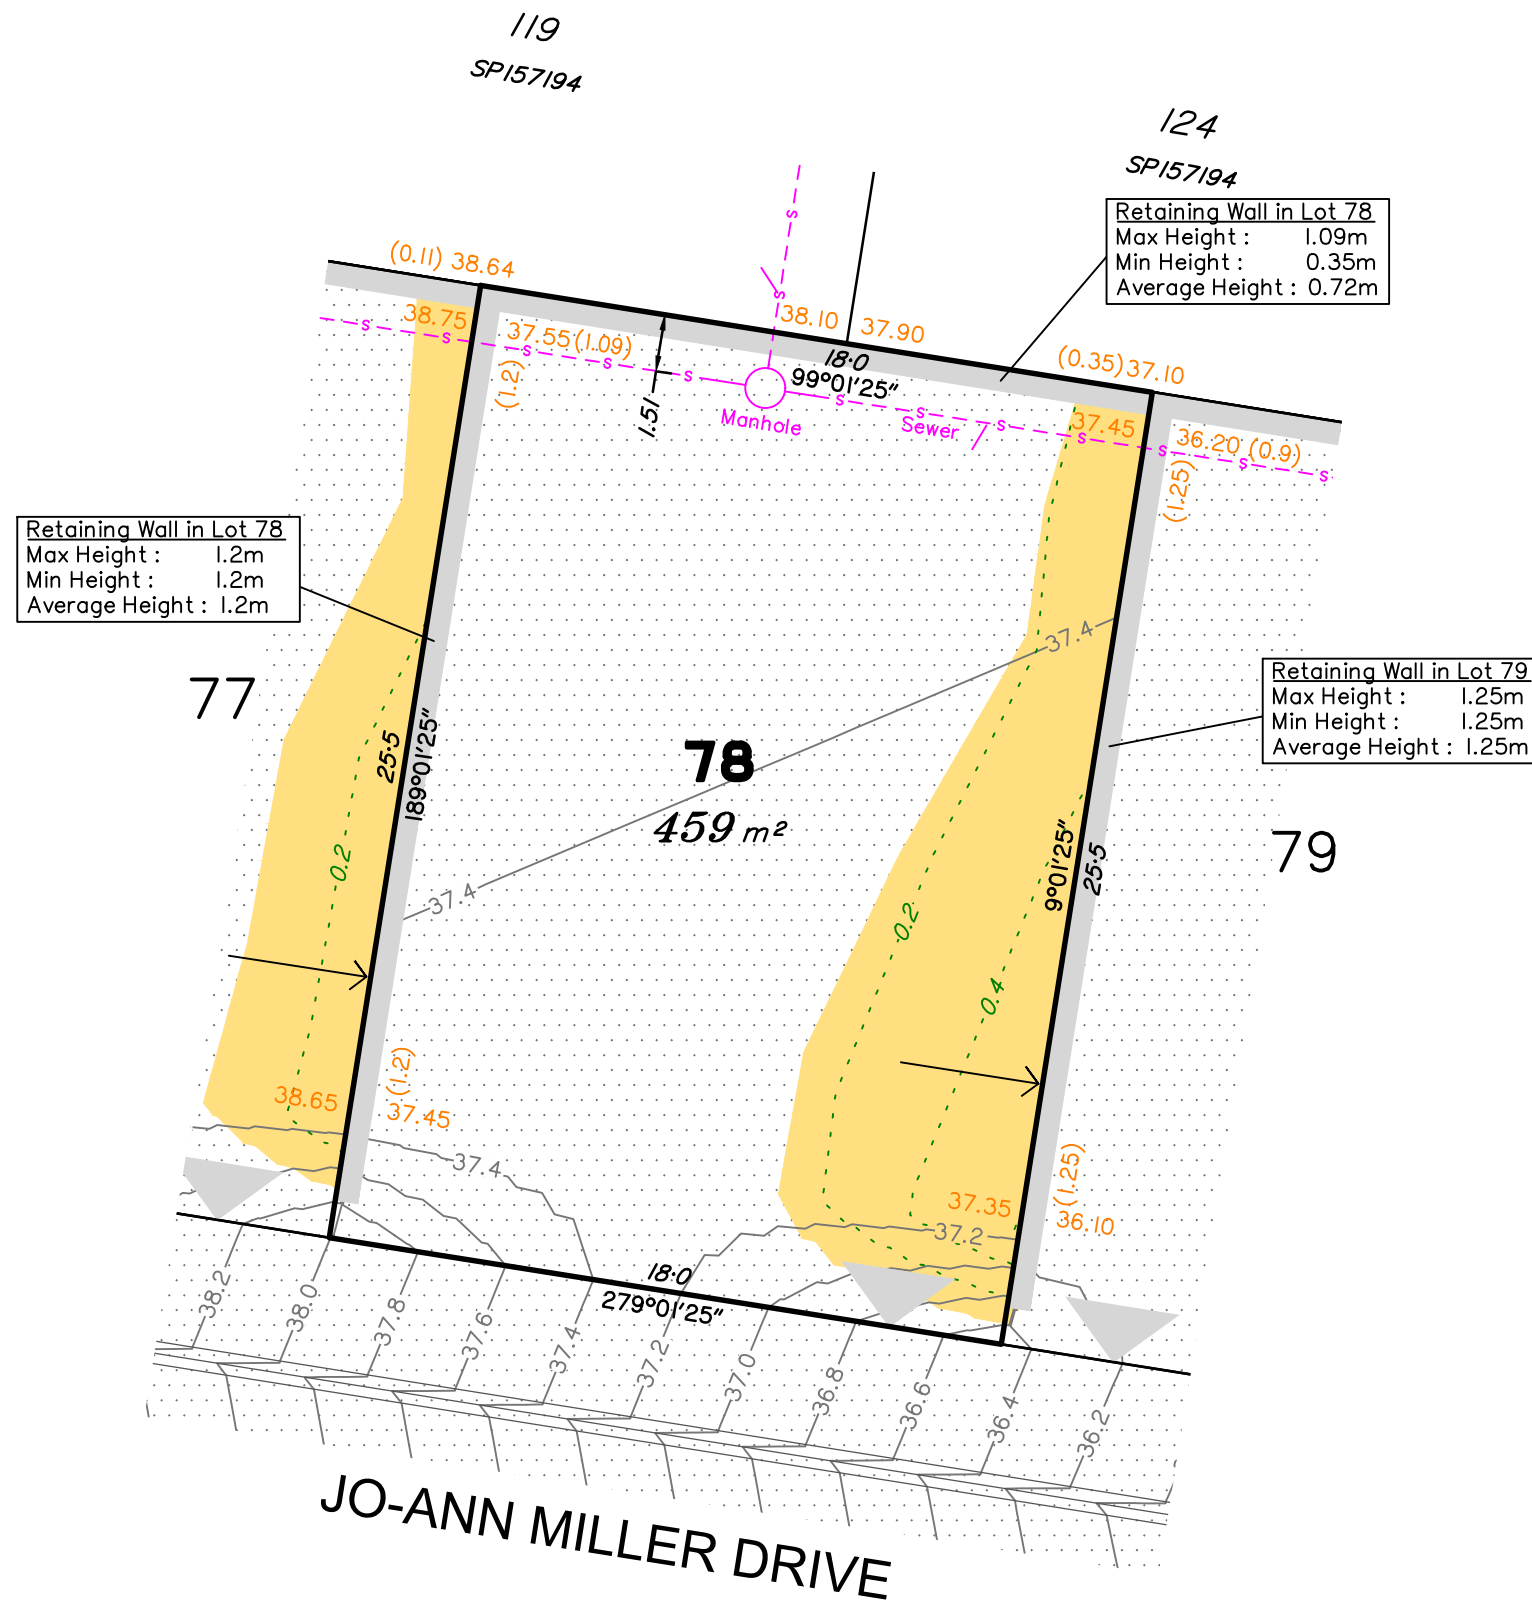 119
SP157194
124
SP157194
Retaining Wall in Lot 78
Max Height : 1.09m
Min Height : 0.35m
Average Height : 0.72m
(0.11) 38.64
38.75
37.55 (1.09)
(1.2)
38.10
37.90
18·0
99°01'25"
(0.35) 37.10
1.51
Manhole
Sewer
37.45
36.20 (0.9)
(1.25)
S
S
S
S
S
S
S
S
S
S
S
S
S
S
Retaining Wall in Lot 78
Max Height : 1.2m
Min Height : 1.2m
Average Height : 1.2m
37.4
Retaining Wall in Lot 79
Max Height : 1.25m
Min Height : 1.25m
Average Height : 1.25m
77
25·5
189°01'25"
78
459 m²
79
9°01'25"
25·5
0.2
37.4
0.2
0.4
(1.2)
38.65
37.45
37.4
(1.25)
37.35
36.10
37.2
18·0
279°01'25"
38.2
38.0
37.8
37.6
37.4
37.2
37.0
36.8
36.6
36.4
36.2
JO-ANN MILLER DRIVE